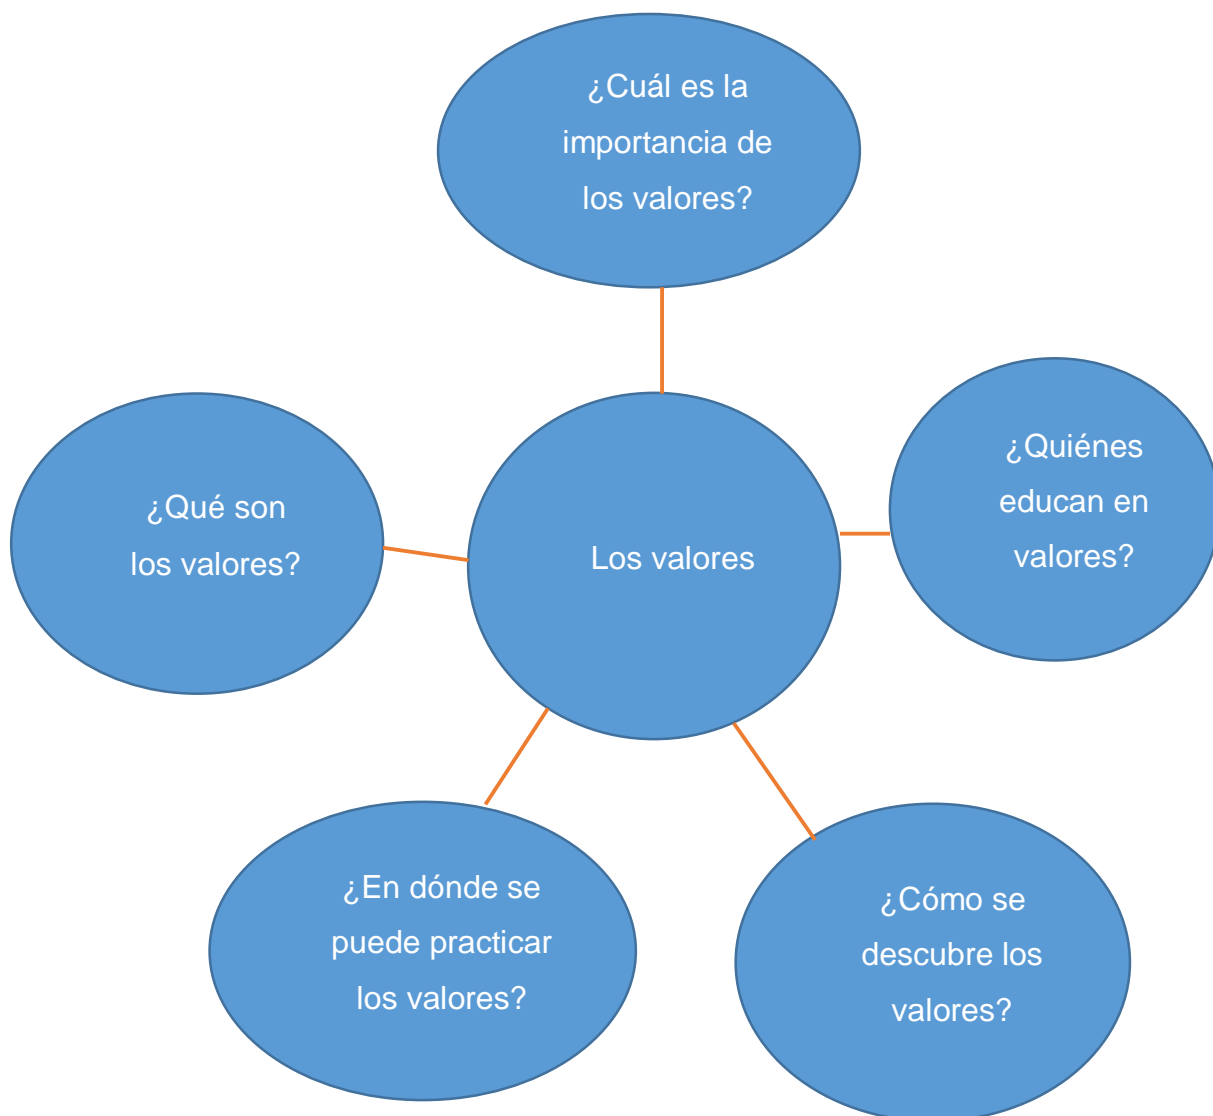 ¿Cuál es la
importancia de
los valores?
¿Qué son
los valores?
Los valores
¿Quiénes
educan en
valores?
¿En dónde se
puede practicar
los valores?
¿Cómo se
descubre los
valores?